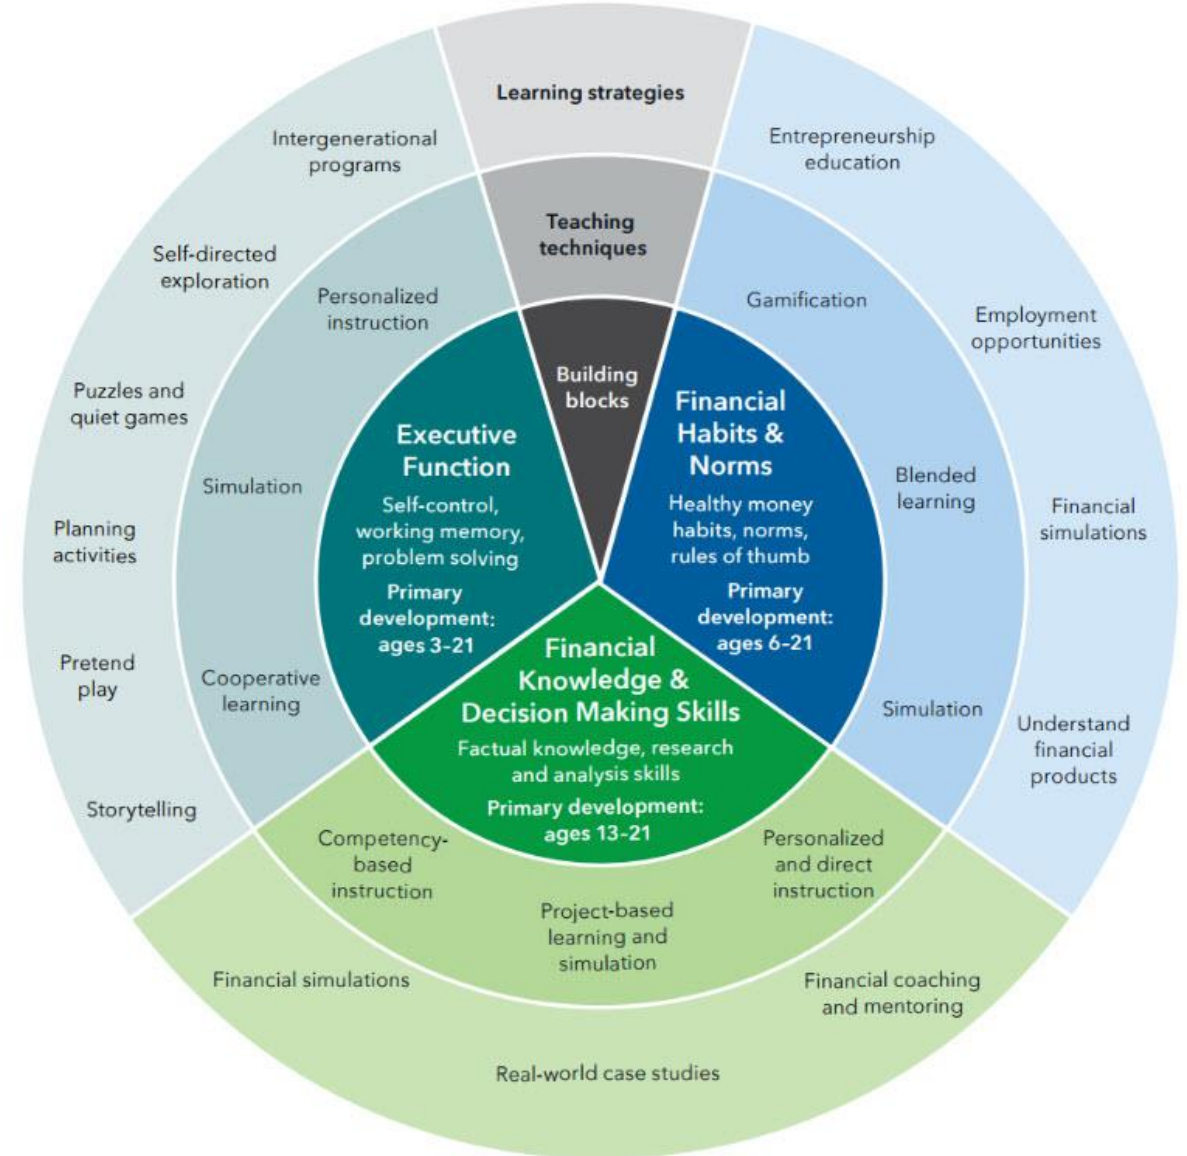 Learning strategies
Teaching
techniques
Building
blocks
Intergenerational
programs
Self-directed
exploration
Puzzles and
quiet games
Planning
activities
Pretend
play
Storytelling
Personalized
instruction
Simulation
Cooperative
learning
Executive
Function
Self-control,
working memory,
problem solving
Primary
development:
ages 3–21
Financial
Habits &
Norms
Healthy money
habits, norms,
rules of thumb
Primary
development:
ages 6–21
Gamification
Blended
learning
Simulation
Entrepreneurship
education
Employment
opportunities
Financial
simulations
Understand
financial
products
Financial
Knowledge &
Decision Making Skills
Factual knowledge, research
and analysis skills
Primary development:
ages 13–21
Competency-
based
instruction
Project-based
learning and
simulation
Personalized
and direct
instruction
Financial simulations
Real-world case studies
Financial coaching
and mentoring